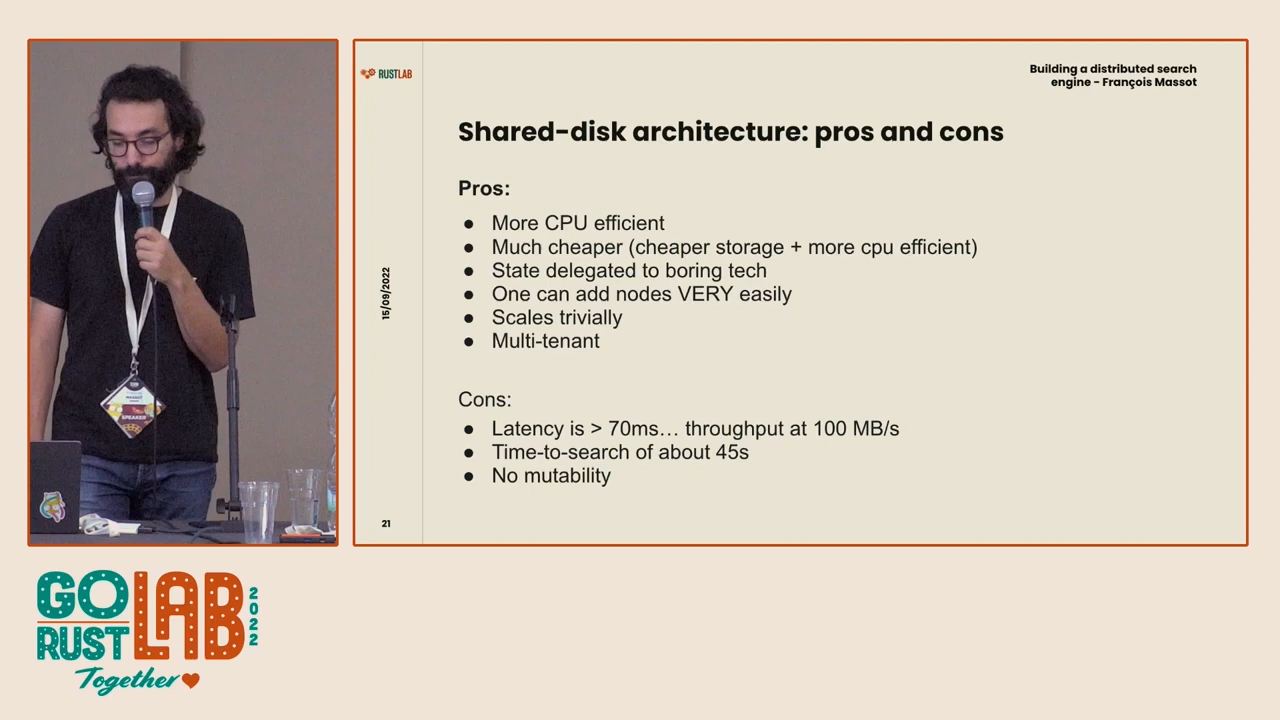 RUSTLAB
Building a distributed search
engine - François Massot
Shared-disk architecture: pros and cons
Pros:
● More CPU efficient
● Much cheaper (cheaper storage + more cpu efficient)
● State delegated to boring tech
● One can add nodes VERY easily
● Scales trivially
● Multi-tenant
Cons:
● Latency is > 70ms… throughput at 100 MB/s
● Time-to-search of about 45s
● No mutability
15/09/2022
21
SPEAKER
GO
RUST
LAB
2022
Together